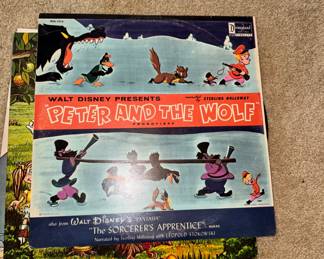 Disneyland
WALT DISNEY PRESENTS
STERLING HOLLOWAY
"PETER AND THE WOLF"
also from WALT DISNEY'S "FANTASIA"
"The SORCERER'S APPRENTICE"
Narrated by Sterling Holloway with LEOPOLD STOKOWSKI